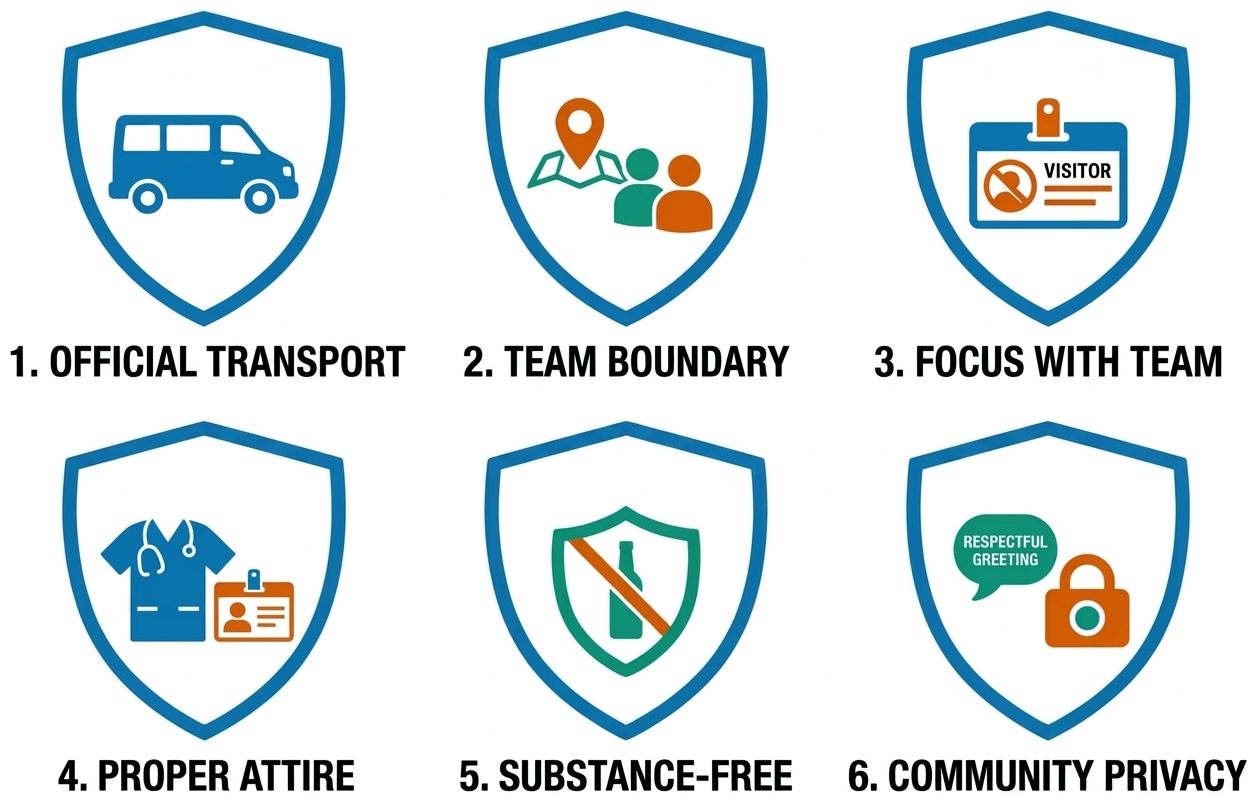 VISITOR
1. OFFICIAL TRANSPORT
2. TEAM BOUNDARY
3. FOCUS WITH TEAM
RESPECTFUL
GREETING
4. PROPER ATTIRE
5. SUBSTANCE-FREE
6. COMMUNITY PRIVACY